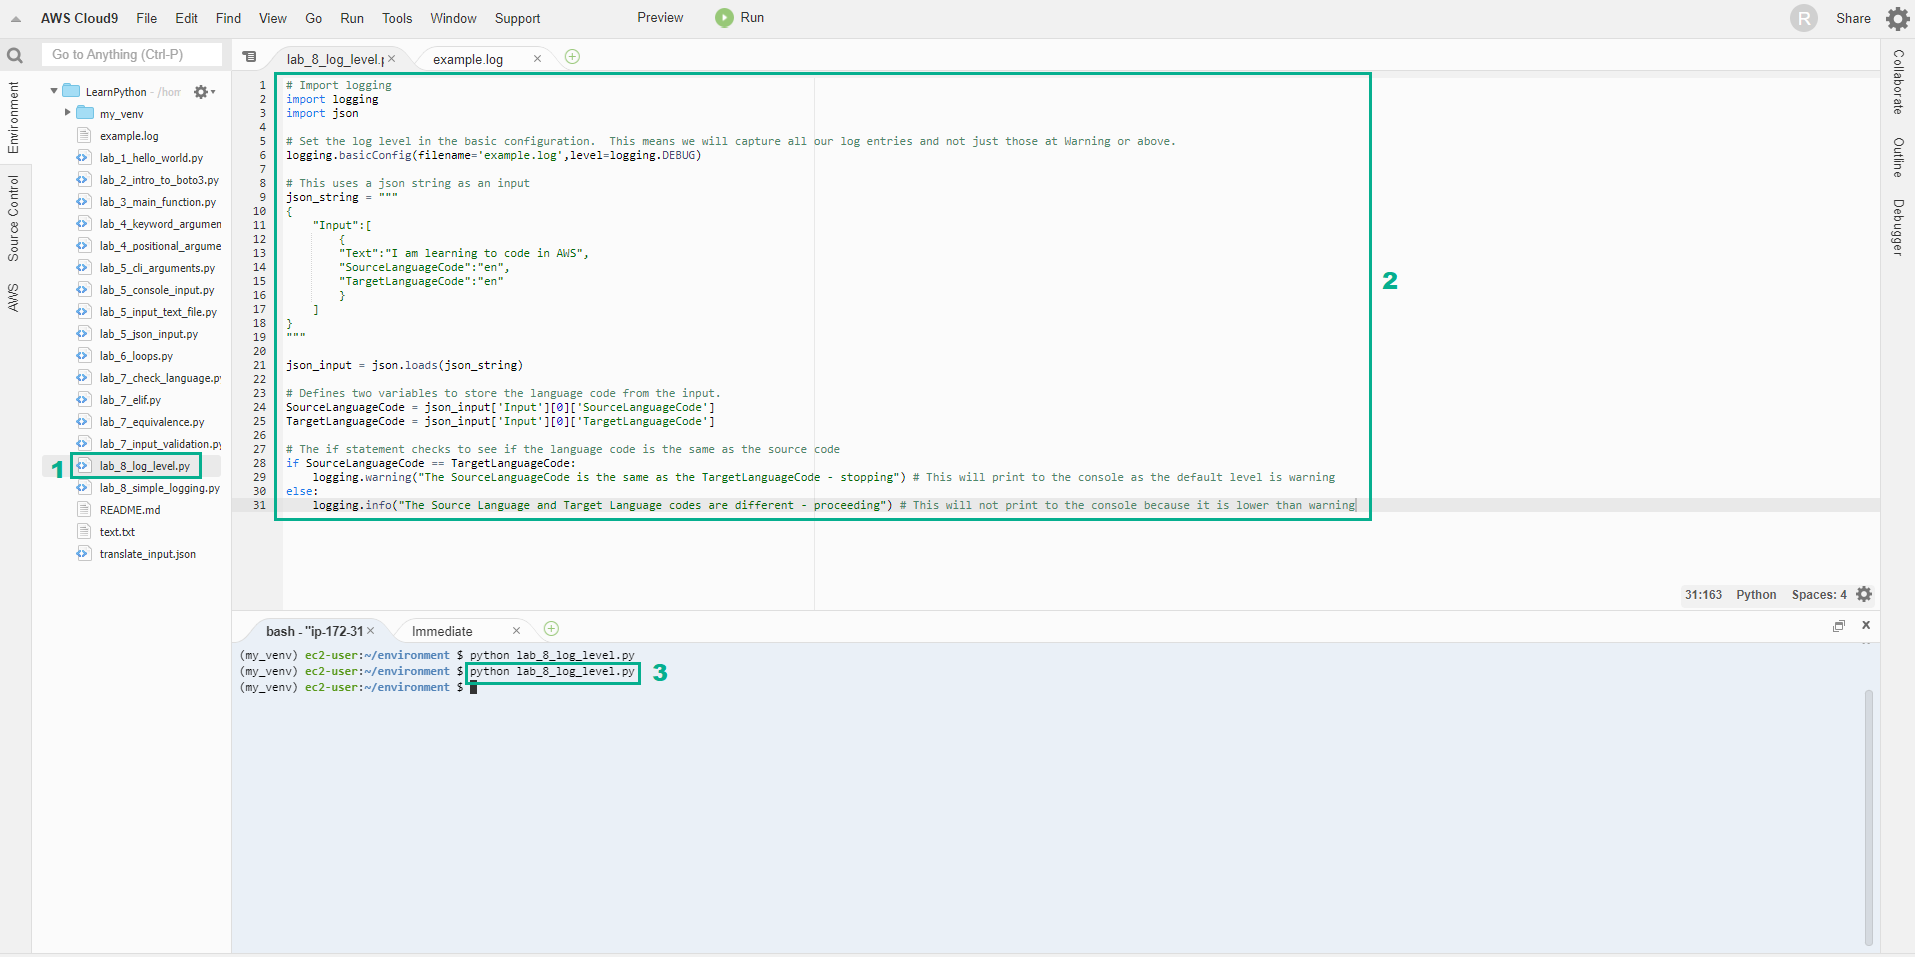 AWS Cloud9 File Edit Find View Go Run Tools Window Support Preview Run R Share
Go to Anything (Ctrl-P)
lab_8_log_level.p
example.log
Environment
Source Control
AWS
Collaborate
Outline
Debugger
LearnPython - /hom
my_venv
example.log
lab_1_hello_world.py
lab_2_intro_to_boto3.py
lab_3_main_function.py
lab_4_keyword_argumen
lab_4_positional_argume
lab_5_cli_arguments.py
lab_5_console_input.py
lab_5_input_text_file.py
lab_5_json_input.py
lab_6_loops.py
lab_7_check_language.py
lab_7_elif.py
lab_7_equivalence.py
lab_7_input_validation.py
1 lab_8_log_level.py
lab_8_simple_logging.py
README.md
text.txt
translate_input.json
1 # Import logging
2 import logging
3 import json
4
5 # Set the log level in the basic configuration.  This means we will capture all our log entries and not just those at Warning or above.
6 logging.basicConfig(filename='example.log',level=logging.DEBUG)
7
8 # This uses a json string as an input
9 json_string = """
10 {
11     "Input":[
12         {
13         "Text":"I am learning to code in AWS",
14         "SourceLanguageCode":"en",
15         "TargetLanguageCode":"en"
16         }
17     ]
18 }
19 """
20
21 json_input = json.loads(json_string)
22
23 # Defines two variables to store the language code from the input.
24 SourceLanguageCode = json_input['Input'][0]['SourceLanguageCode']
25 TargetLanguageCode = json_input['Input'][0]['TargetLanguageCode']
26
27 # The if statement checks to see if the language code is the same as the source code
28 if SourceLanguageCode == TargetLanguageCode:
29     logging.warning("The SourceLanguageCode is the same as the TargetLanguageCode - stopping") # This will print to the console as the default level is warning
30 else:
31     logging.info("The Source Language and Target Language codes are different - proceeding") # This will not print to the console because it is lower than warning
2
31:163 Python Spaces: 4
bash - "ip-172-31
Immediate
(my_venv) ec2-user:~/environment $ python lab_8_log_level.py
(my_venv) ec2-user:~/environment $ python lab_8_log_level.py 3
(my_venv) ec2-user:~/environment $